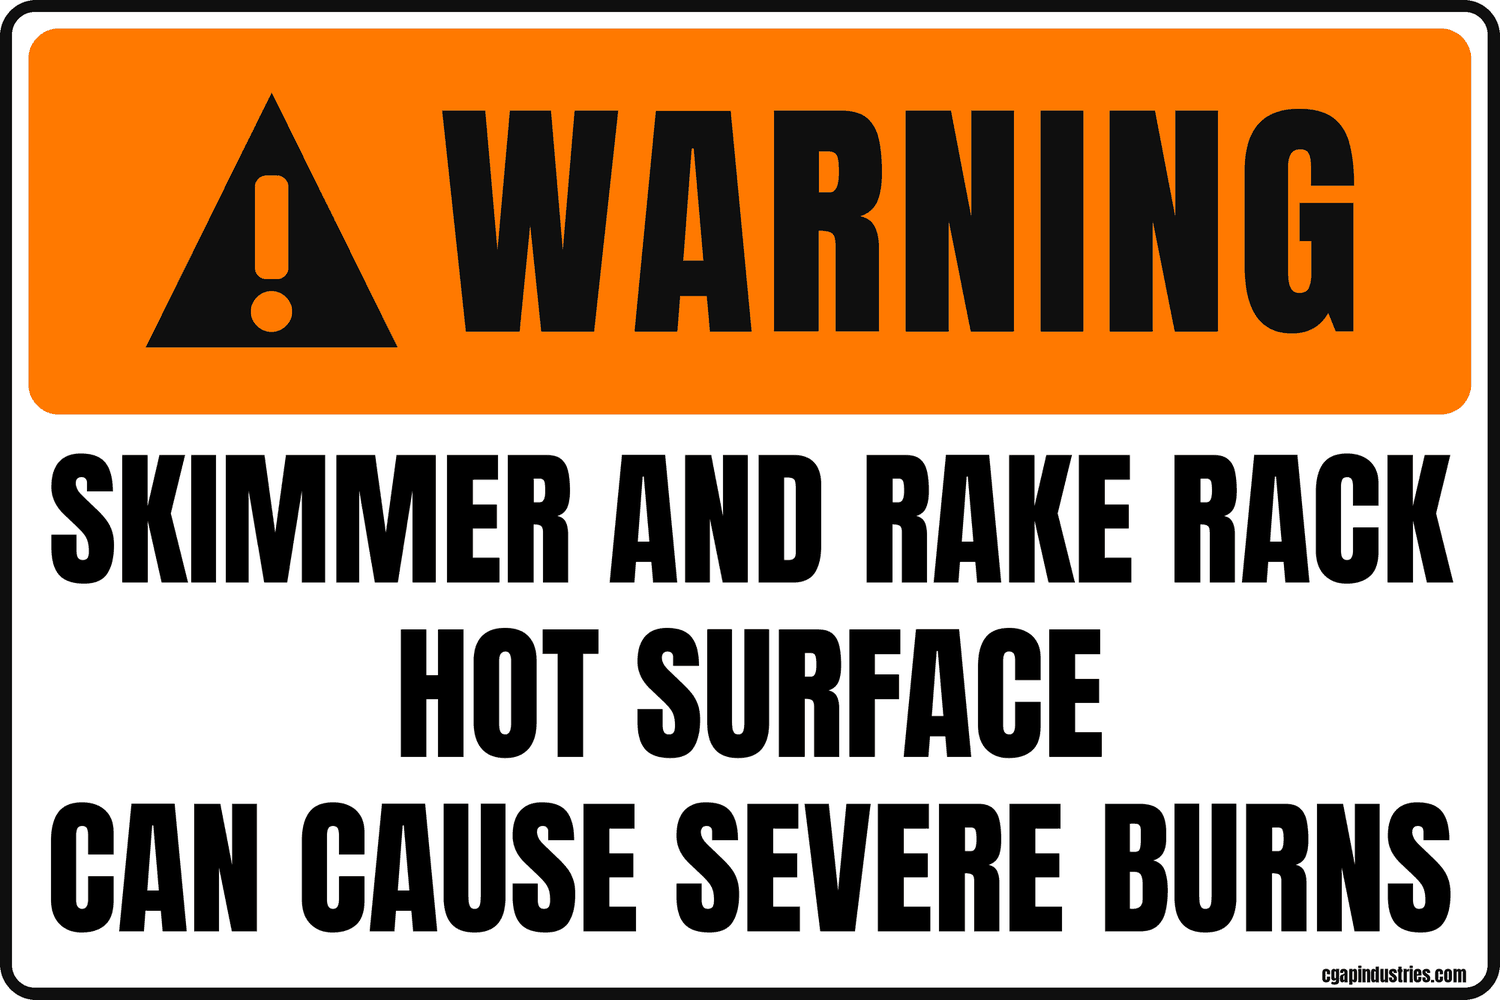 WARNING
SKIMMER AND RAKE RACK
HOT SURFACE
CAN CAUSE SEVERE BURNS
cgapindustries.com